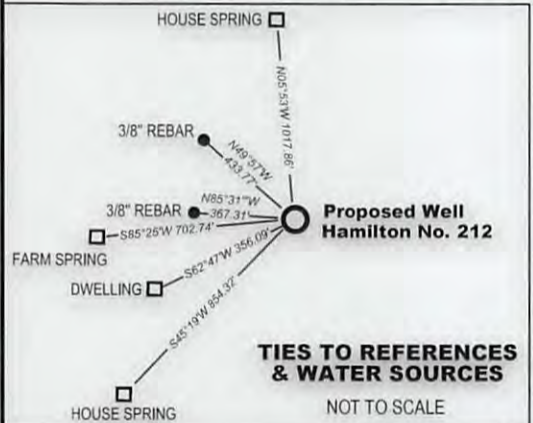 HOUSE SPRING
N05°53'W 1017.86'
3/8" REBAR
N49°57'W
433.77'
3/8" REBAR
N85°31'"W
367.31'
Proposed Well
Hamilton No. 212
S85°25'W 702.74'
FARM SPRING
S62°47'W 356.09'
DWELLING
S45°19'W 854.32'
TIES TO REFERENCES
& WATER SOURCES
HOUSE SPRING
NOT TO SCALE